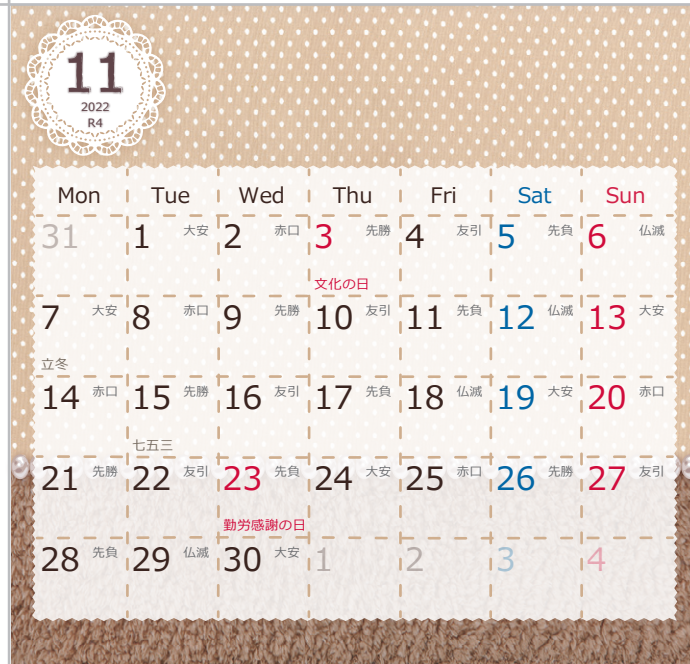 11
2022
R4
Mon Tue Wed Thu Fri Sat Sun
31 1 大安 2 赤口 3 先勝 4 友引 5 先負 6 仏滅
文化の日
7 大安 8 赤口 9 先勝 10 友引 11 先負 12 仏滅 13 大安
立冬
14 赤口 15 先勝 16 友引 17 先負 18 仏滅 19 大安 20 赤口
七五三
21 先勝 22 友引 23 先負 24 大安 25 赤口 26 先勝 27 友引
勤労感謝の日
28 先負 29 仏滅 30 大安 1 2 3 4